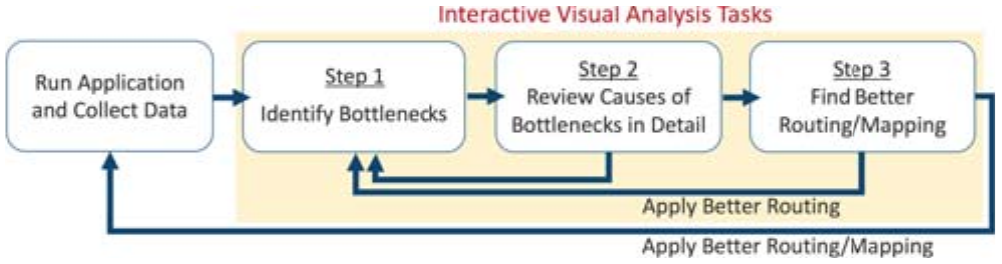 Interactive Visual Analysis Tasks
Run Application
and Collect Data
Step 1
Identify Bottlenecks
Step 2
Review Causes of
Bottlenecks in Detail
Step 3
Find Better
Routing/Mapping
Apply Better Routing
Apply Better Routing/Mapping